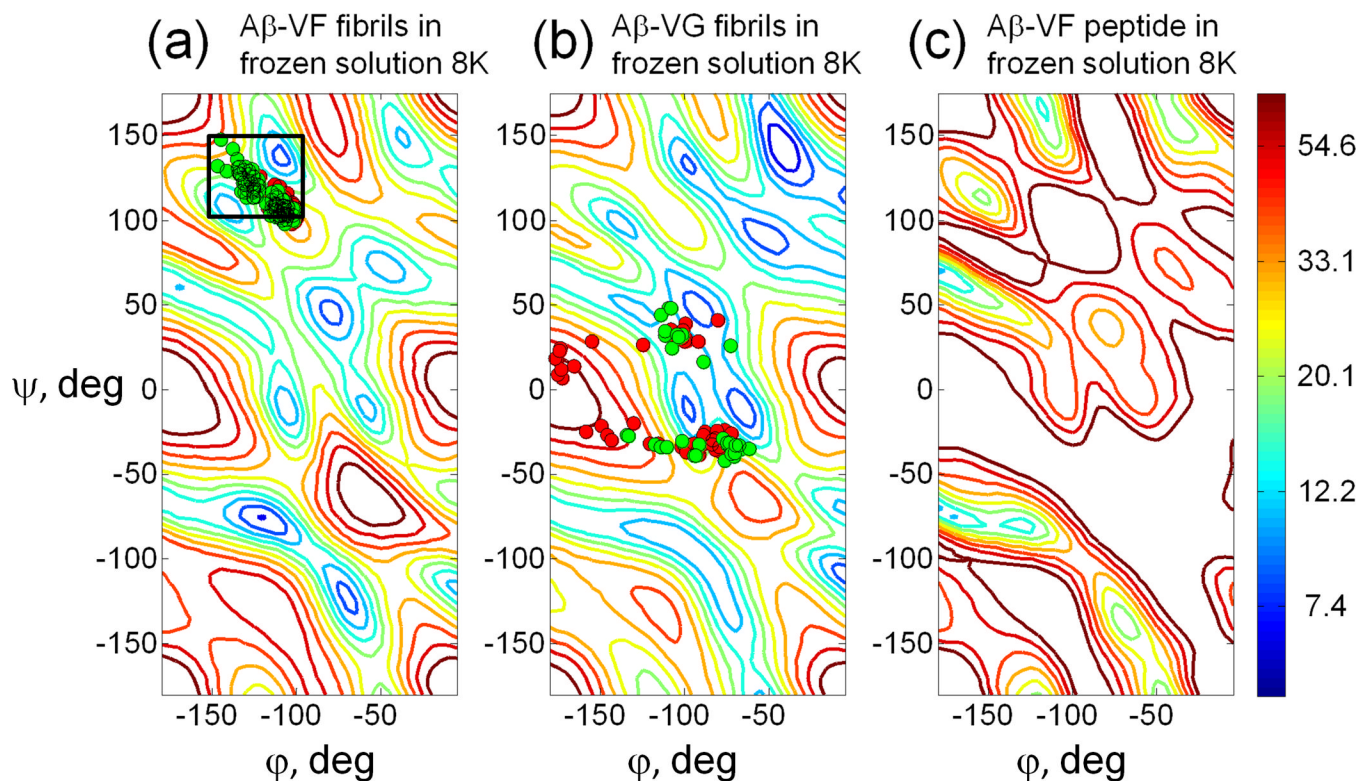 (a) Aβ-VF fibrils in
frozen solution 8K
(b) Aβ-VG fibrils in
frozen solution 8K
(c) Aβ-VF peptide in
frozen solution 8K
ψ, deg
150
100
50
0
-50
-100
-150
-150 -100 -50
φ, deg
150
100
50
0
-50
-100
-150
-150 -100 -50
φ, deg
150
100
50
0
-50
-100
-150
-150 -100 -50
φ, deg
54.6
33.1
20.1
12.2
7.4